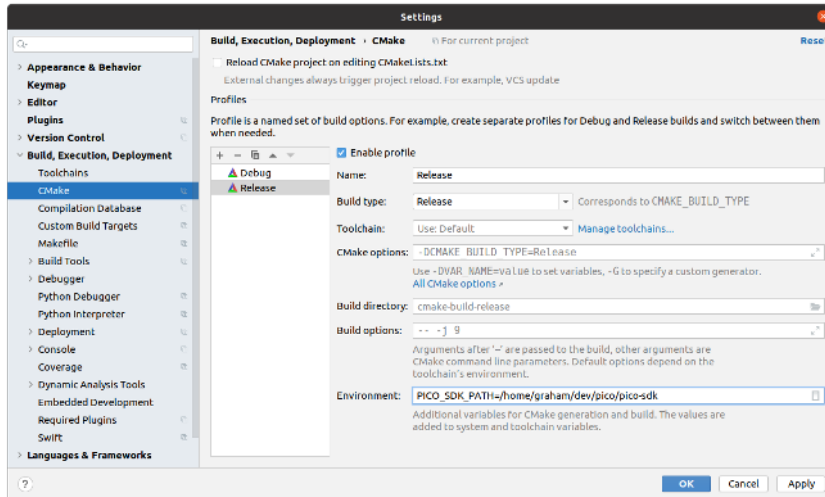 Settings
Build, Execution, Deployment › CMake For current project Reset
Reload CMake project on editing CMakeLists.txt
External changes always trigger project reload. For example, VCS update
Profiles
Profile is a named set of build options. For example, create separate profiles for Debug and Release builds and switch between them
when needed.
Appearance & Behavior
Keymap
Editor
Plugins
Version Control
Build, Execution, Deployment
Toolchains
CMake
Compilation Database
Custom Build Targets
Makefile
Build Tools
Debugger
Python Debugger
Python Interpreter
Deployment
Console
Coverage
Dynamic Analysis Tools
Embedded Development
Required Plugins
Swift
Languages & Frameworks
Debug
Release
Enable profile
Name: Release
Build type: Release Corresponds to CMAKE_BUILD_TYPE
Toolchain: Use: Default Manage toolchains...
CMake options: -DCMAKE_BUILD_TYPE=Release
Use -DVAR_NAME=value to set variables, -G to specify a custom generator.
All CMake options
Build directory: cmake-build-release
Build options: -- -j 9
Arguments after '--' are passed to the build, other arguments are
CMake command line parameters. Default options depend on the
toolchain's environment.
Environment: PICO_SDK_PATH=/home/graham/dev/pico/pico-sdk
Additional variables for CMake generation and build. The values are
added to system and toolchain variables.
?
OK Cancel Apply